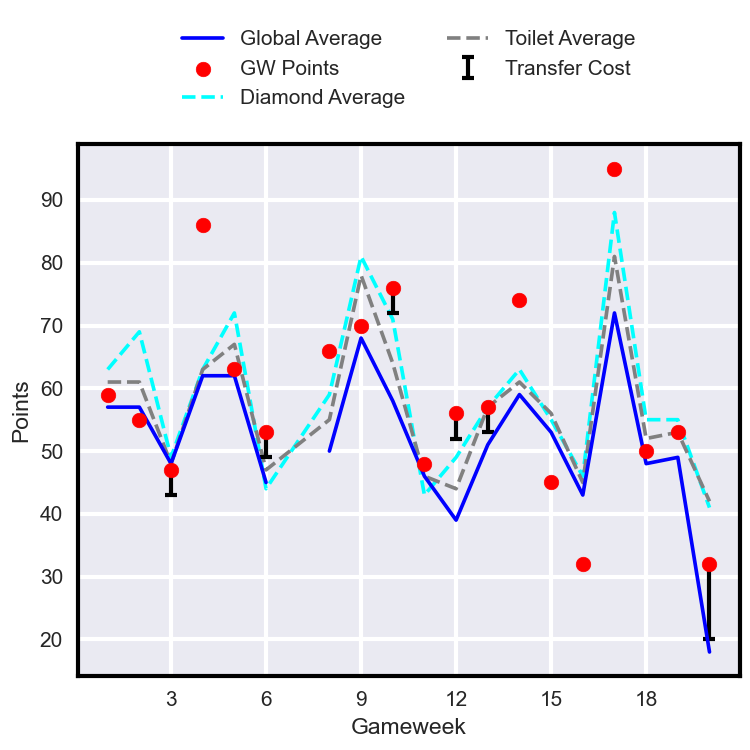 Global Average
GW Points
Diamond Average
Toilet Average
Transfer Cost
90
80
70
60
50
40
30
20
Points
3 6 9 12 15 18
Gameweek